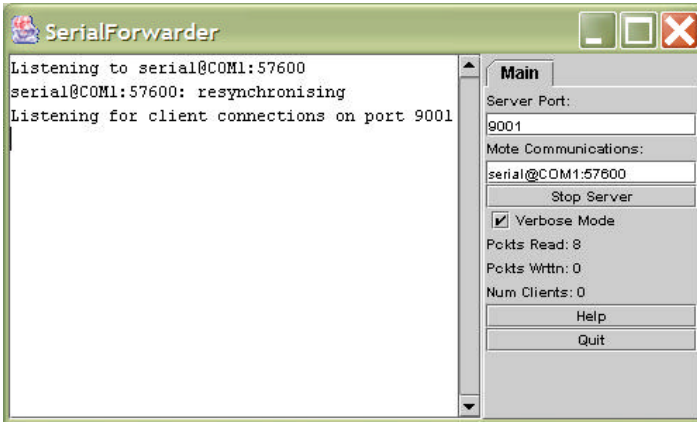 SerialForwarder
Listening to serial@COM1:57600
serial@COM1:57600: resynchronising
Listening for client connections on port 9001
Main
Server Port:
9001
Mote Communications:
serial@COM1:57600
Stop Server
Verbose Mode
Pckts Read: 8
Pckts Wrttn: 0
Num Clients: 0
Help
Quit